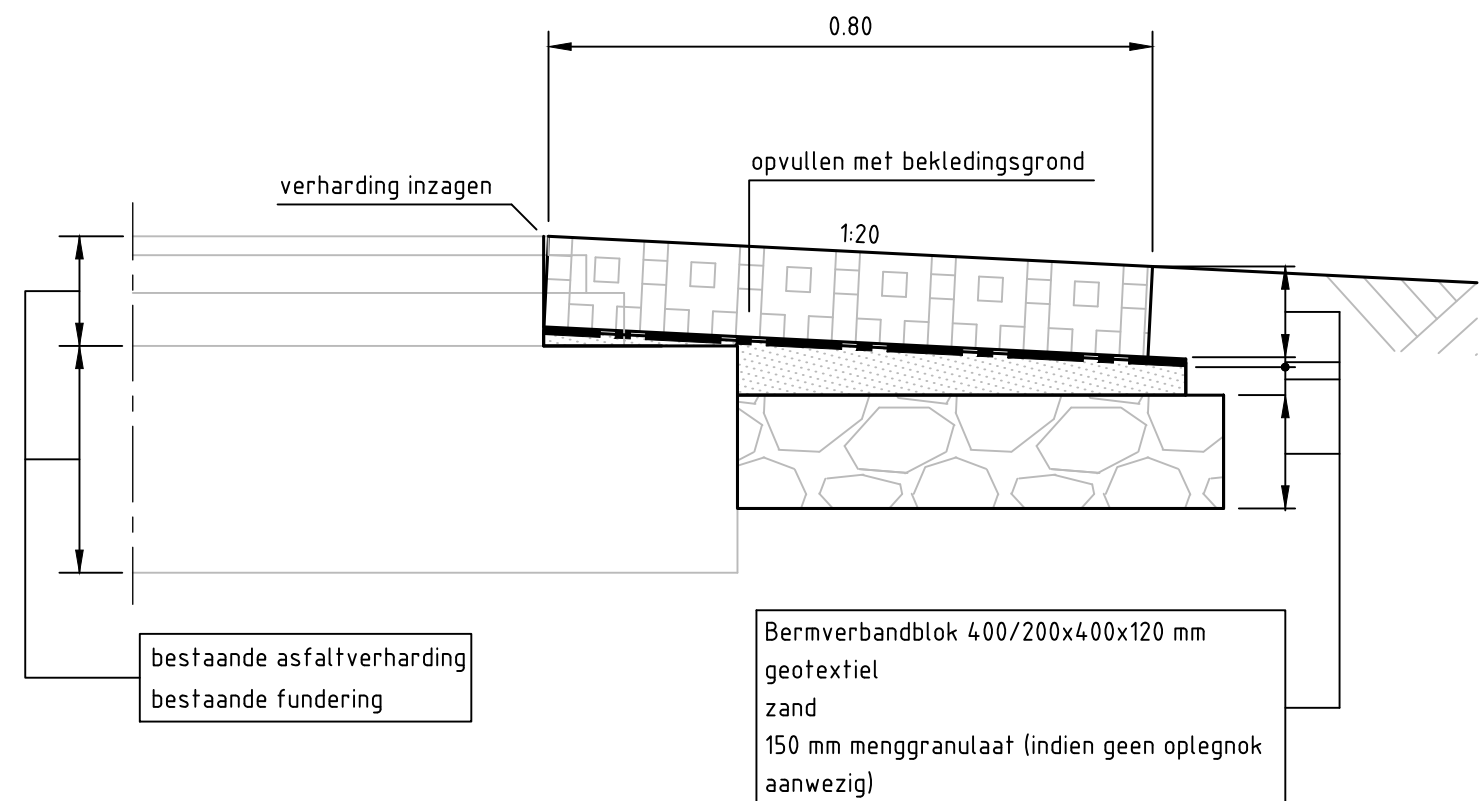 0.80
opvullen met bekledingsgrond
verharding inzagen
1:20
Bermverbandblok 400/200x400x120 mm
geotextiel
zand
150 mm menggranulaat (indien geen oplegnok
aanwezig)
bestaande asfaltverharding
bestaande fundering